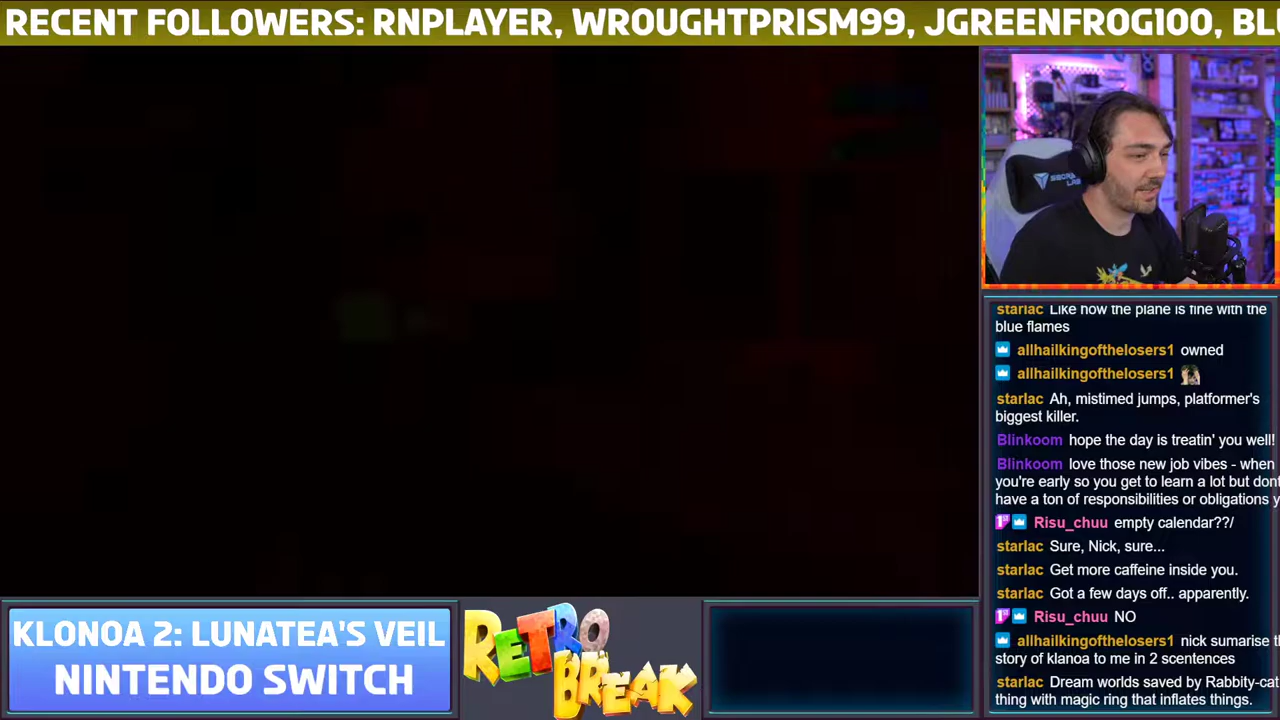 RECENT FOLLOWERS: RNPLAYER, WROUGHTPRISM99, JGREENFROG100, BL
starlac Like how the plane is fine with the
blue flames
allhailkingofthelosers1 owned
allhailkingofthelosers1
starlac Ah, mistimed jumps, platformer's
biggest killer.
Blinkoom hope the day is treatin' you well!
Blinkoom love those new job vibes - when
you're early so you get to learn a lot but dont
have a ton of responsibilities or obligations y
Risu_chuu empty calendar??/
starlac Sure, Nick, sure...
starlac Get more caffeine inside you.
starlac Got a few days off.. apparently.
Risu_chuu NO
allhailkingofthelosers1 nick sumarise th
story of klanoa to me in 2 scentences
starlac Dream worlds saved by Rabbity-cat
thing with magic ring that inflates things.
KLONOA 2: LUNATEA'S VEIL
NINTENDO SWITCH
RETRO
BREAK